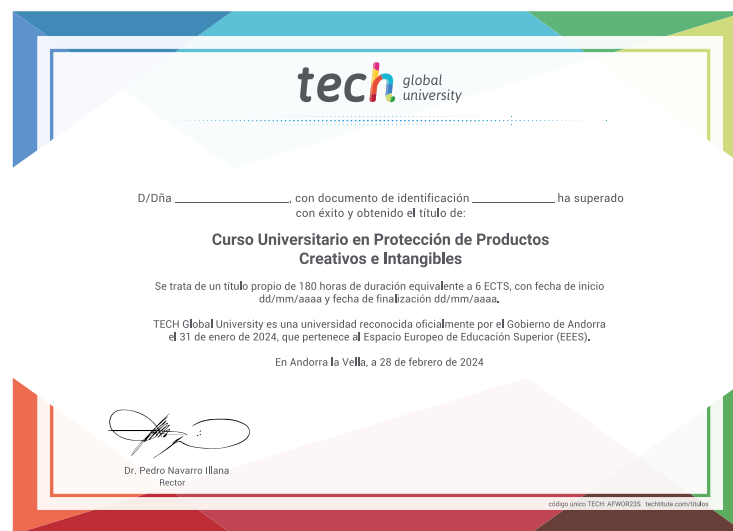 tech global university
D/Dña ________________, con documento de identificación ____________ ha superado
con éxito y obtenido el título de:
Curso Universitario en Protección de Productos
Creativos e Intangibles
Se trata de un título propio de 180 horas de duración equivalente a 6 ECTS, con fecha de inicio
dd/mm/aaaa y fecha de finalización dd/mm/aaaa.
TECH Global University es una universidad reconocida oficialmente por el Gobierno de Andorra
el 31 de enero de 2024, que pertenece al Espacio Europeo de Educación Superior (EEES).
En Andorra la Vella, a 28 de febrero de 2024
Dr. Pedro Navarro Illana
Rector
código único TECH: AFWOR23S techtitute.com/titulos